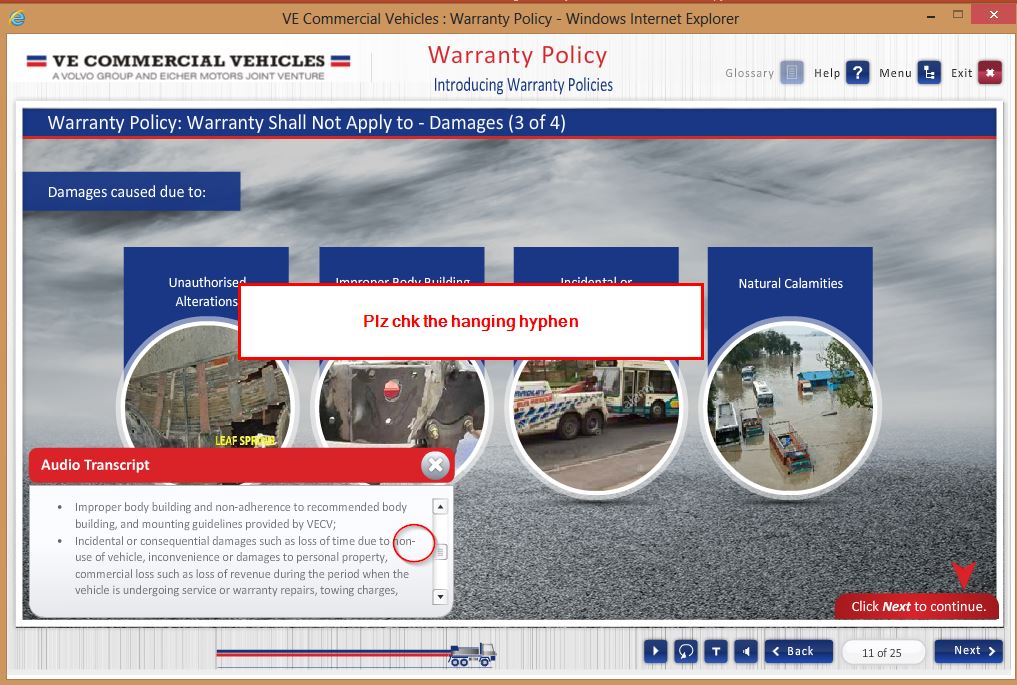 VE Commercial Vehicles : Warranty Policy - Windows Internet Explorer
VE COMMERCIAL VEHICLES
A VOLVO GROUP AND EICHER MOTORS JOINT VENTURE
Warranty Policy
Introducing Warranty Policies
Glossary
Help
?
Menu
Exit
Warranty Policy: Warranty Shall Not Apply to - Damages (3 of 4)
Damages caused due to:
Unauthorised
Alterations
Improper Body Building
Incidental or
Natural Calamities
Plz chk the hanging hyphen
LEAF SPRING
Audio Transcript
• Improper body building and non-adherence to recommended body
building, and mounting guidelines provided by VECV;
• Incidental or consequential damages such as loss of time due to non-
use of vehicle, inconvenience or damages to personal property,
commercial loss such as loss of revenue during the period when the
vehicle is undergoing service or warranty repairs, towing charges,
Click Next to continue.
T
Back
11 of 25
Next